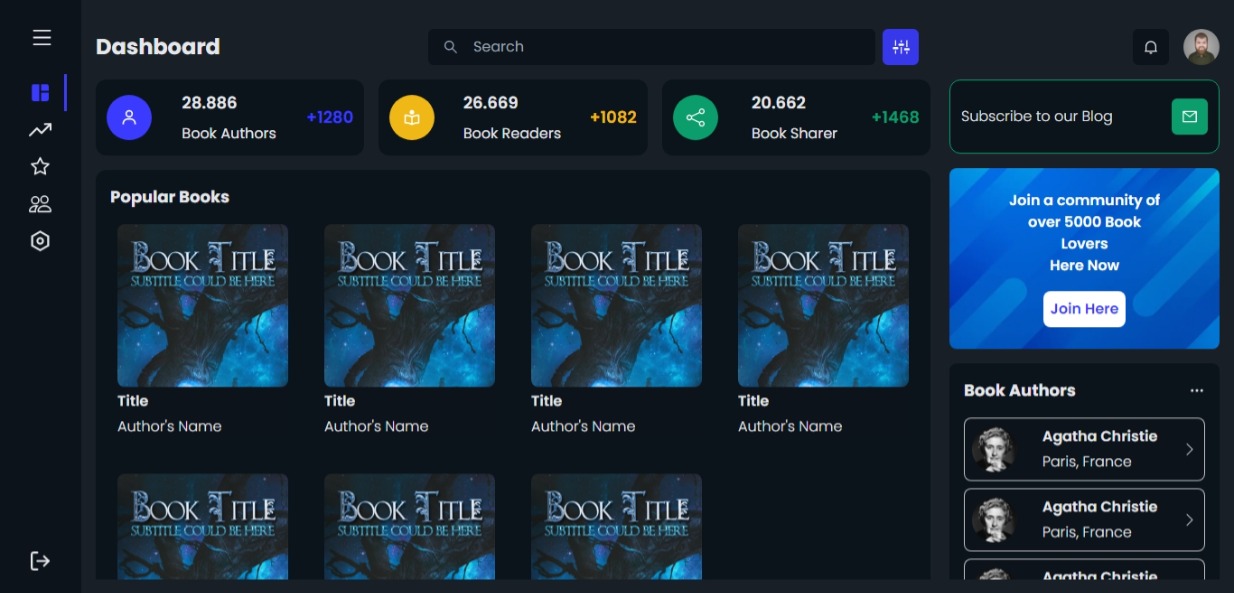 Dashboard
Search
28.886
Book Authors
+1280
26.669
Book Readers
+1082
20.662
Book Sharer
+1468
Subscribe to our Blog
Popular Books
BOOK TITLE
SUBTITLE COULD BE HERE
Title
Author's Name
BOOK TITLE
SUBTITLE COULD BE HERE
Title
Author's Name
BOOK TITLE
SUBTITLE COULD BE HERE
Title
Author's Name
BOOK TITLE
SUBTITLE COULD BE HERE
Title
Author's Name
BOOK TITLE
SUBTITLE COULD BE HERE
BOOK TITLE
SUBTITLE COULD BE HERE
BOOK TITLE
SUBTITLE COULD BE HERE
Join a community of
over 5000 Book
Lovers
Here Now
Join Here
Book Authors
Agatha Christie
Paris, France
Agatha Christie
Paris, France
Agatha Christie